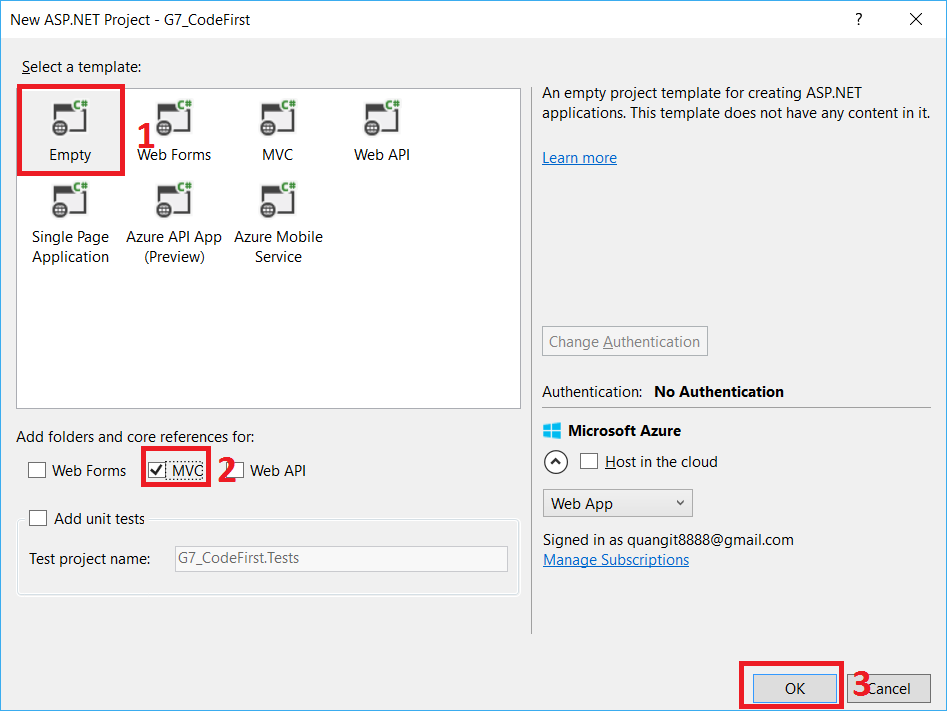 New ASP.NET Project - G7_CodeFirst
?
Select a template:
C# C# C# C#
1
Empty Web Forms MVC Web API
C# C# C#
Single Page Azure API App Azure Mobile
Application (Preview) Service
An empty project template for creating ASP.NET
applications. This template does not have any content in it.
Learn more
Change Authentication
Authentication: No Authentication
Add folders and core references for:
Web Forms MVC 2 Web API
Add unit tests
Test project name: G7_CodeFirst.Tests
Microsoft Azure
Host in the cloud
Web App
Signed in as quangit8888@gmail.com
Manage Subscriptions
OK 3 Cancel